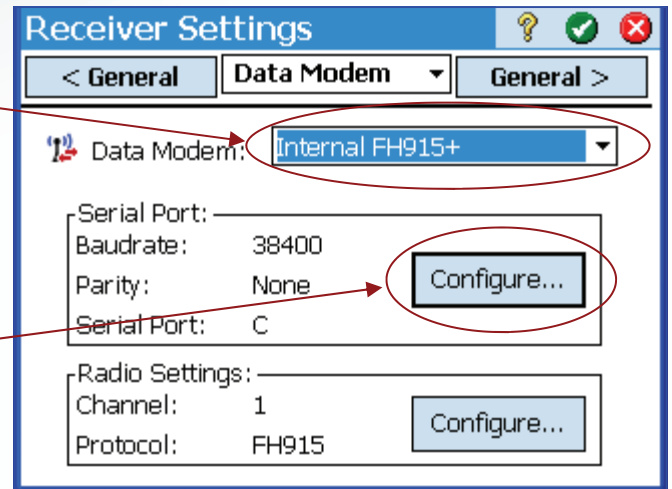 Receiver Settings ?
< General Data Modem General >
Data Modem: Internal FH915+
Serial Port:
Baudrate: 38400
Parity: None Configure...
Serial Port: C
Radio Settings:
Channel: 1 Configure...
Protocol: FH915